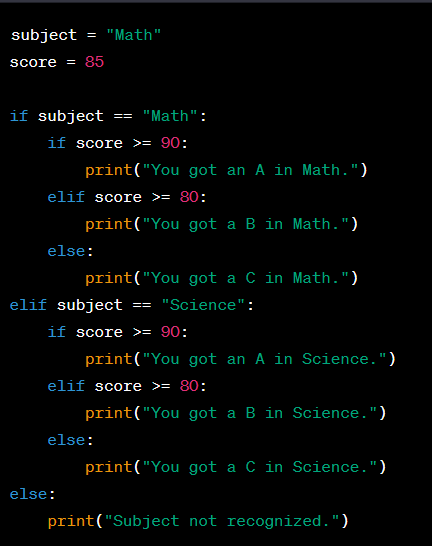 subject = "Math"
score = 85

if subject == "Math":
    if score >= 90:
        print("You got an A in Math.")
    elif score >= 80:
        print("You got a B in Math.")
    else:
        print("You got a C in Math.")
elif subject == "Science":
    if score >= 90:
        print("You got an A in Science.")
    elif score >= 80:
        print("You got a B in Science.")
    else:
        print("You got a C in Science.")
else:
    print("Subject not recognized.")